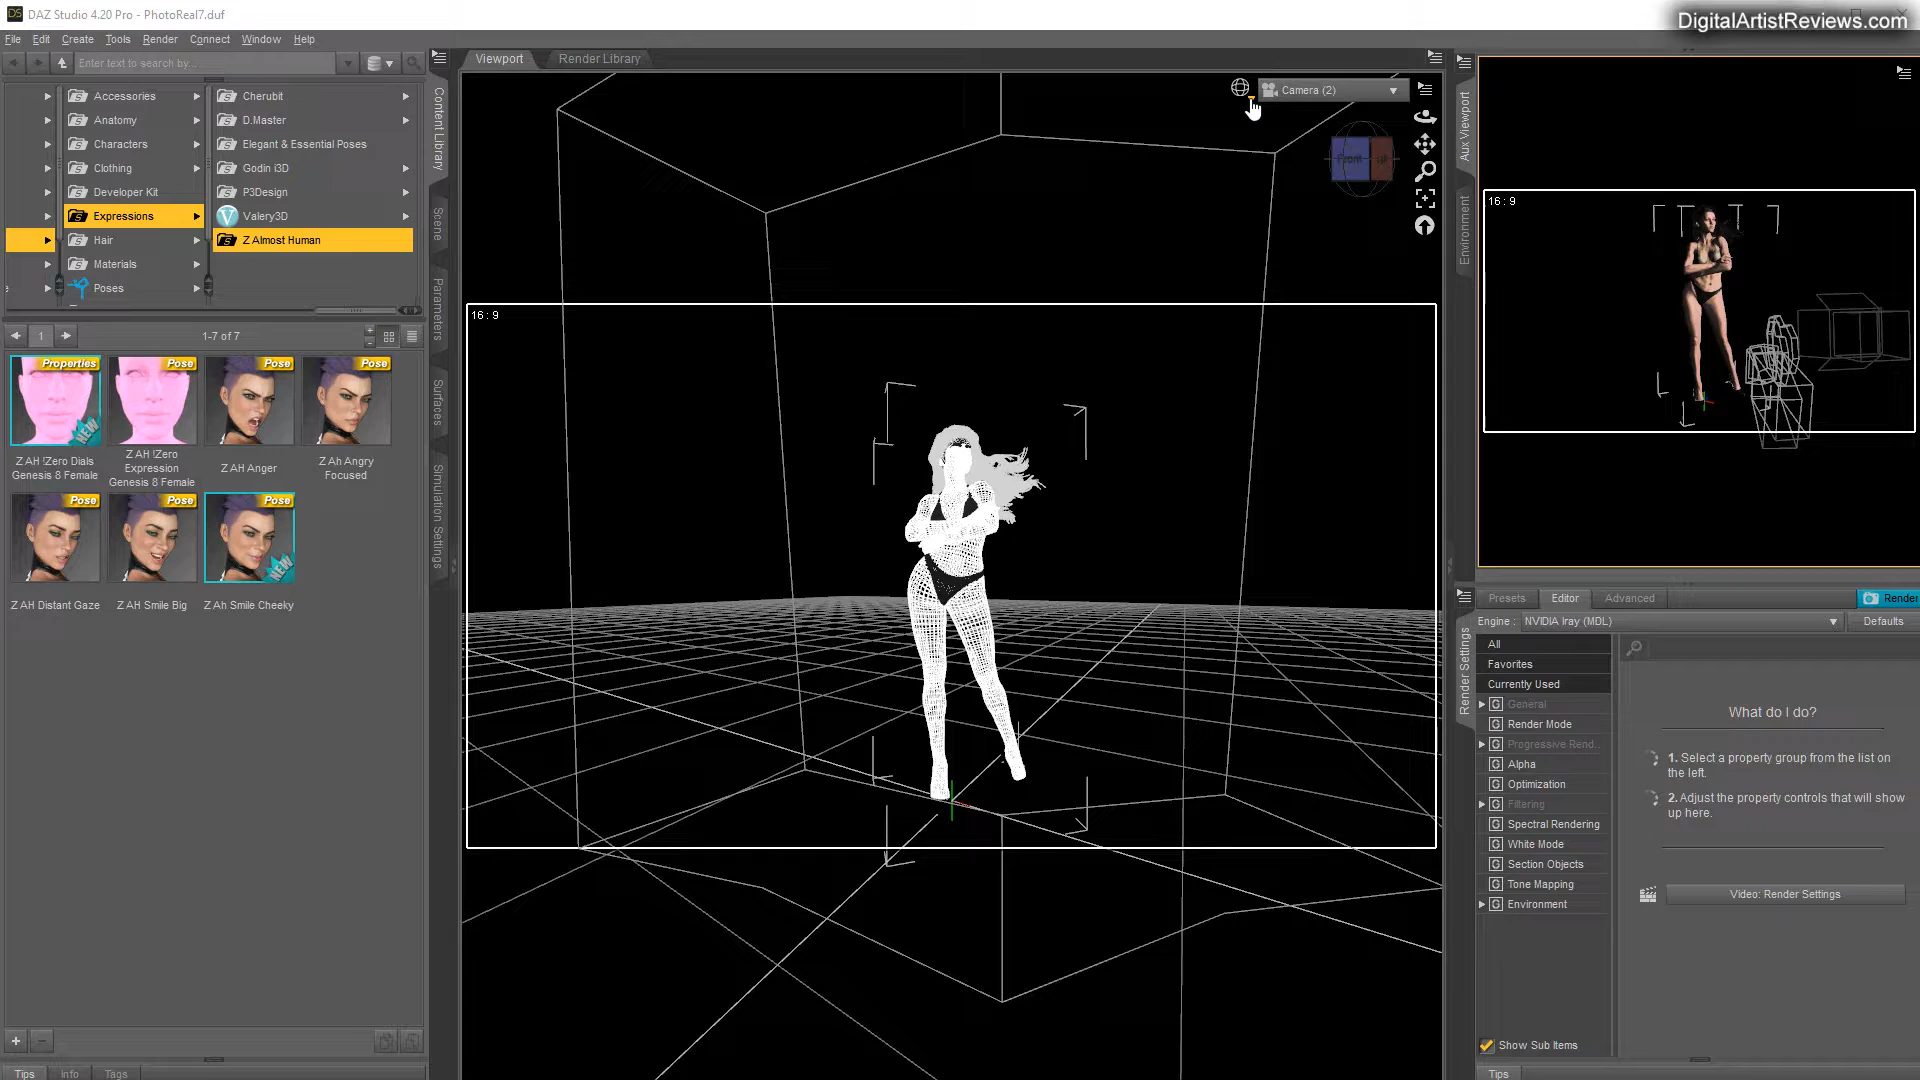 DS DAZ Studio 4.20 Pro - PhotoReal7.duf
DigitalArtistReviews.com
File Edit Create Tools Render Connect Window Help
Enter text to search by...
Accessories
Anatomy
Characters
Clothing
Developer Kit
Expressions
Hair
Materials
Poses
Cherubit
D.Master
Elegant & Essential Poses
Godin i3D
P3Design
V Valery3D
Z Almost Human
1
1-7 of 7
Properties
NEW
Z AH !Zero Dials
Genesis 8 Female
Pose
Z AH !Zero
Expression
Genesis 8 Female
Pose
Z AH Anger
Pose
Z Ah Angry
Focused
Pose
Z AH Distant Gaze
Pose
Z AH Smile Big
Pose
NEW
Z Ah Smile Cheeky
Tips Info Tags
Content Library
Scene
Parameters
Surfaces
Simulation Settings
Viewport Render Library
Camera (2)
Front
16 : 9
Aux Viewport
Environment
16 : 9
Render Settings
Presets Editor Advanced
Render
Engine : NVIDIA Iray (MDL)
Defaults
All
Favorites
Currently Used
G General
G Render Mode
G Progressive Rend..
G Alpha
G Optimization
G Filtering
G Spectral Rendering
G White Mode
G Section Objects
G Tone Mapping
G Environment
What do I do?
1. Select a property group from the list on
the left.
2. Adjust the property controls that will show
up here.
Video: Render Settings
Show Sub Items
Tips